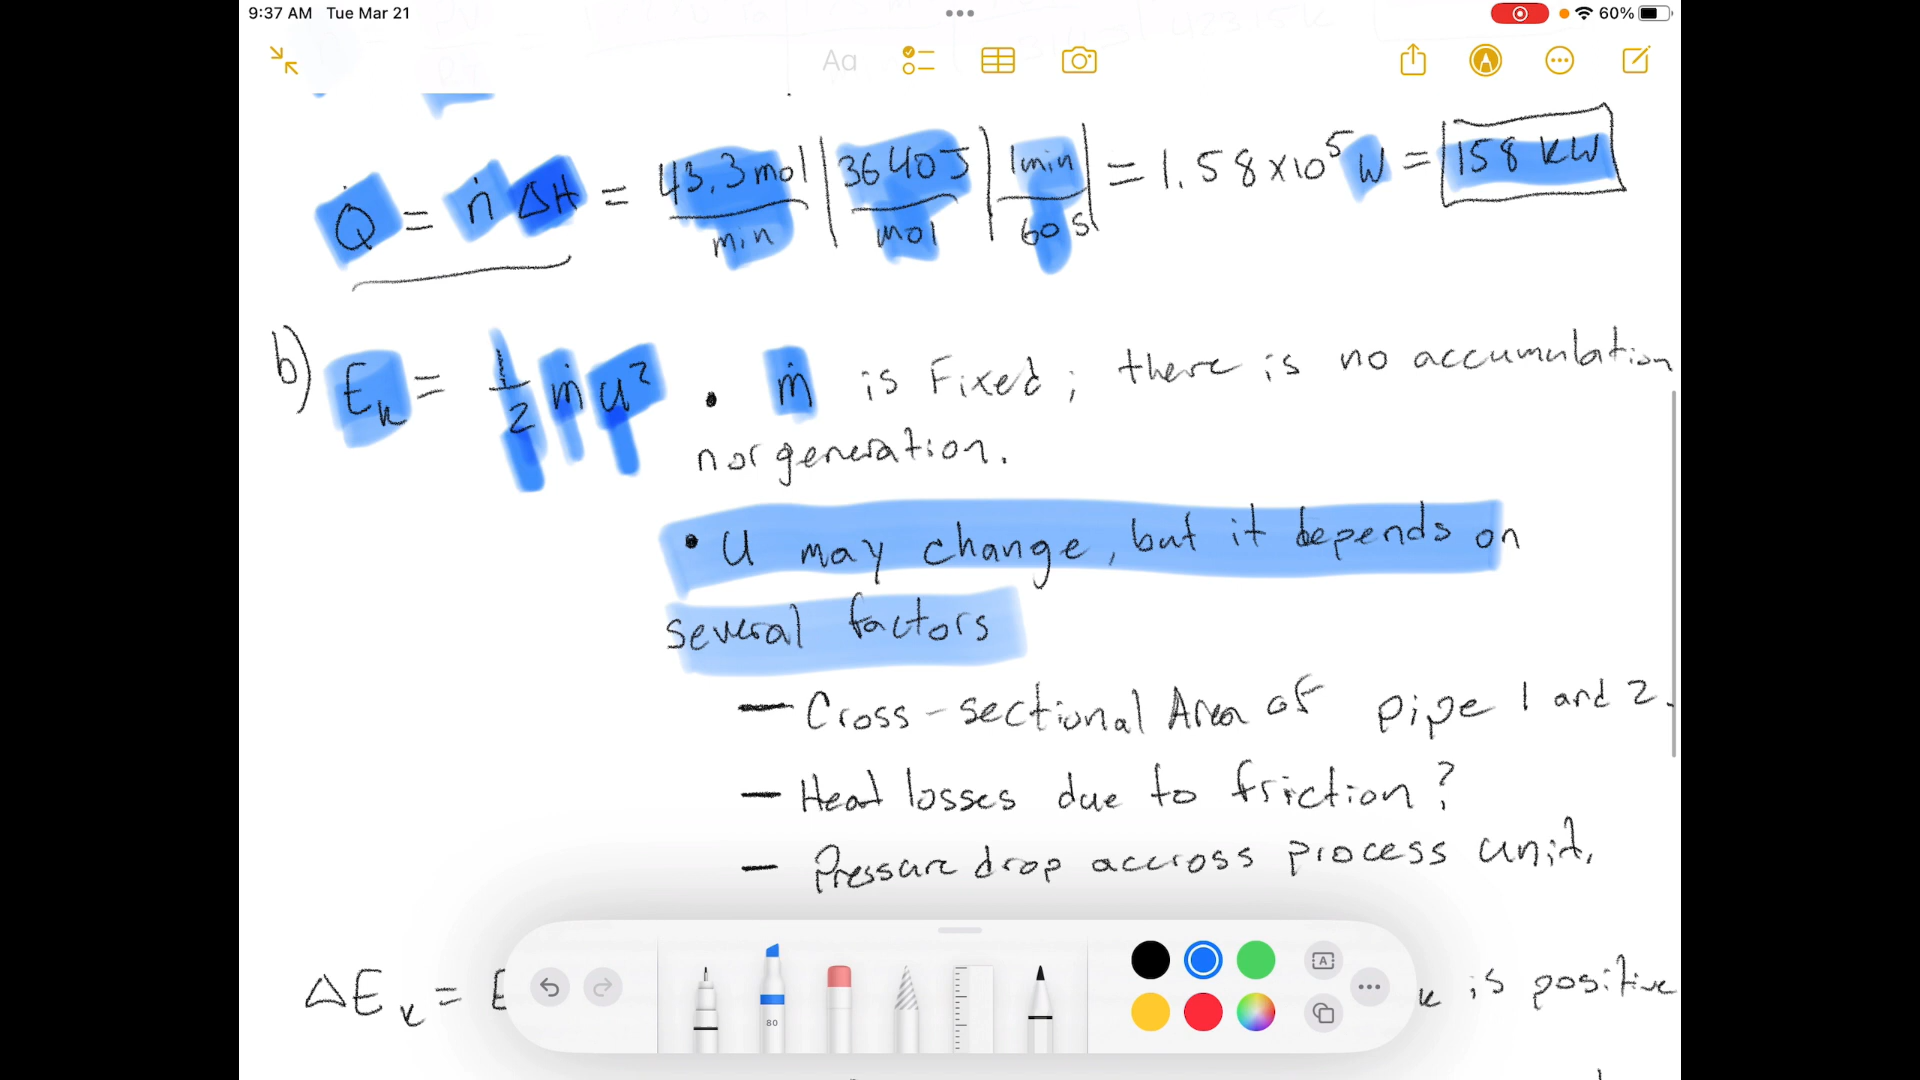 9:37 AM Tue Mar 21
60%
Aa
Q̇ = ṅ ΔH = 43.3 mol / min | 3640 J / mol | 1 min / 60 s | = 1.58 x 10⁵ W = 158 kW
b) Eₖ = 1/2 ṁ u² • ṁ is Fixed; there is no accumulation
nor generation.
• U may change, but it depends on
several factors
— Cross-sectional Area of pipe 1 and 2.
— Heat losses due to friction?
— Pressure drop accross process unit.
ΔEₖ = E
ₖ is positive
80
A